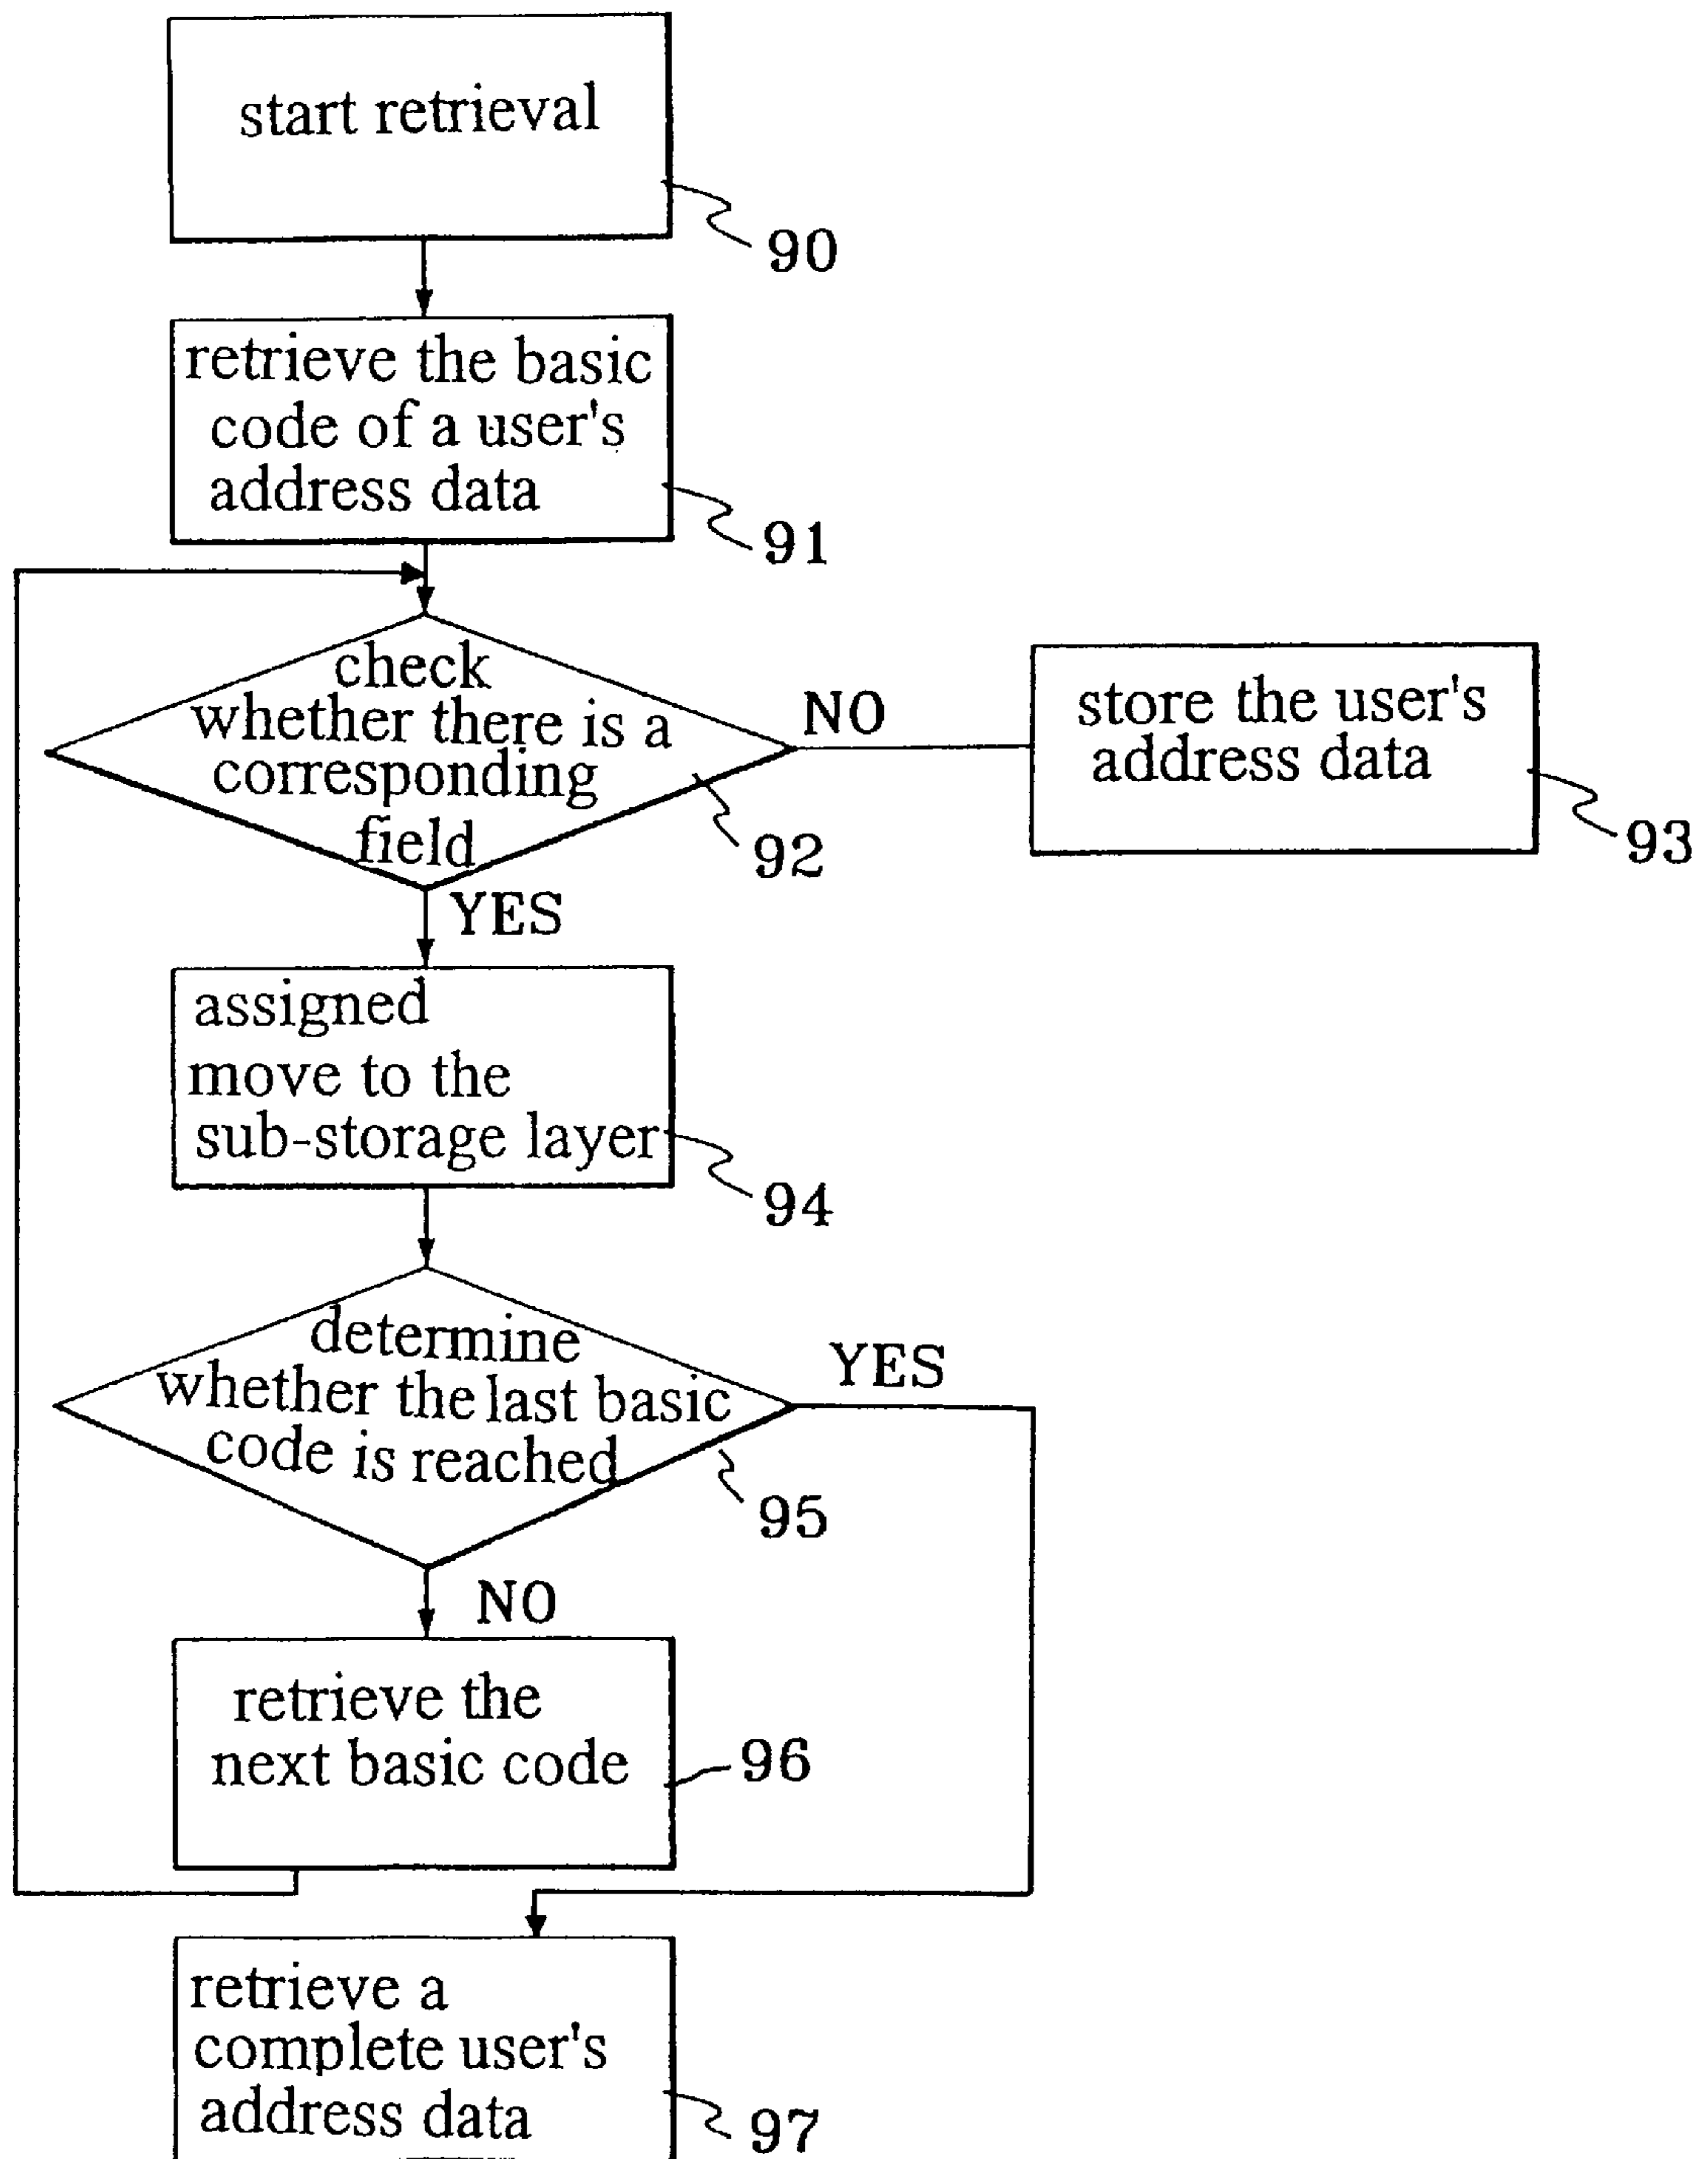 start retrieval
90
retrieve the basic
code of a user's
address data
91
check
whether there is a
corresponding
field
92
NO
store the user's
address data
93
YES
assigned
move to the
sub-storage layer
94
determine
whether the last basic
code is reached
95
YES
NO
retrieve the
next basic code
96
retrieve a
complete user's
address data
97